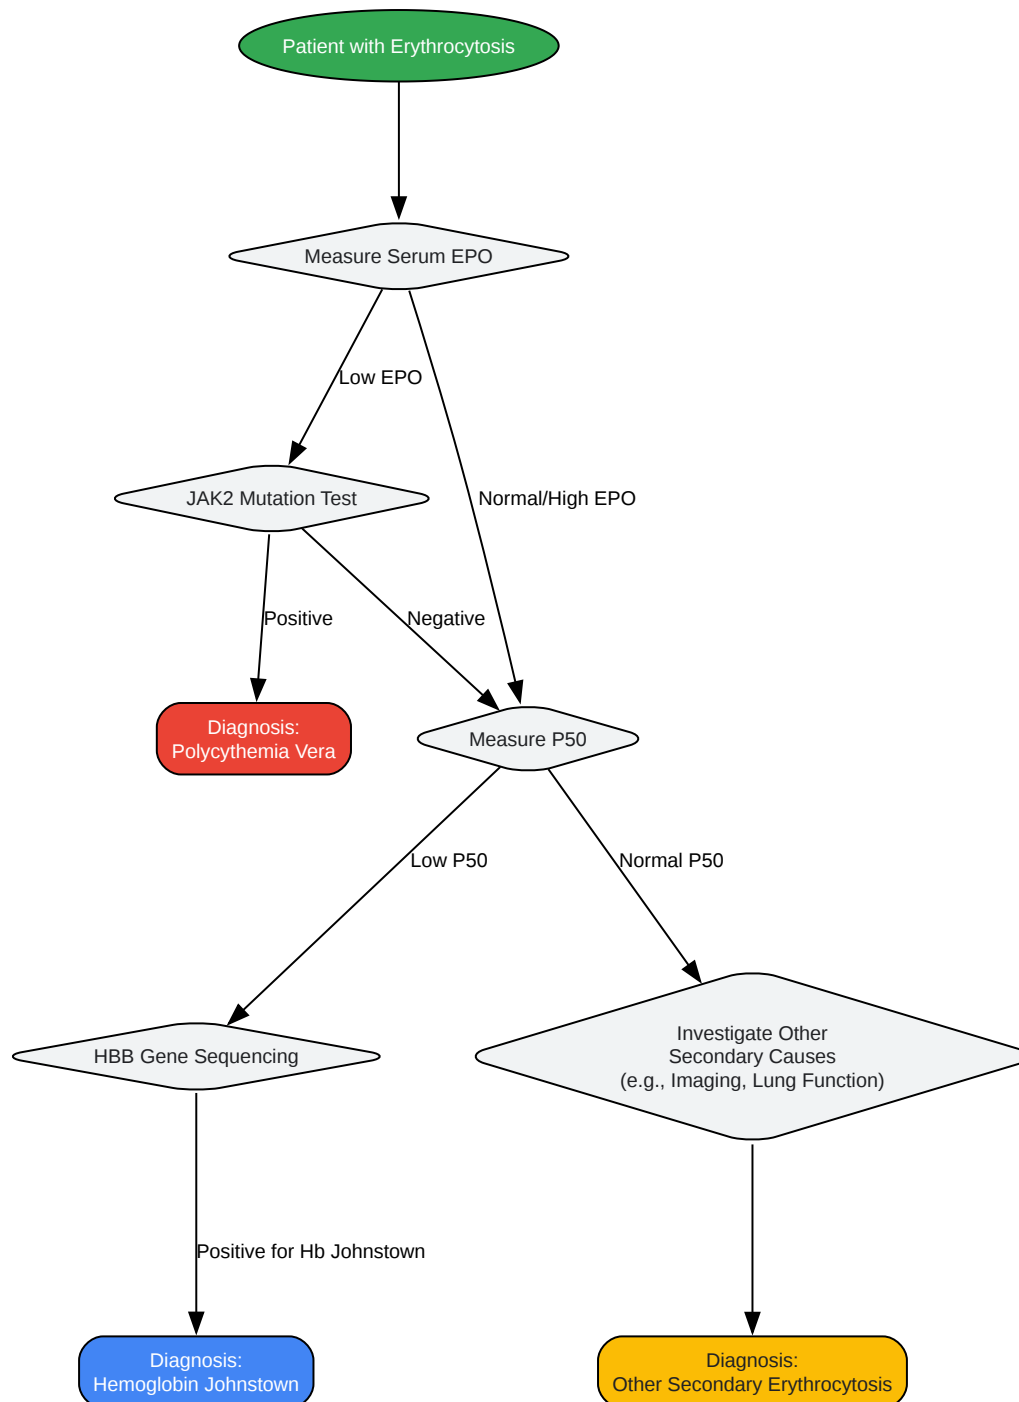 Patient with Erythrocytosis
Measure Serum EPO
Low EPO
JAK2 Mutation Test
Normal/High EPO
Positive
Negative
Diagnosis:
Polycythemia Vera
Measure P50
Low P50
Normal P50
HBB Gene Sequencing
Investigate Other
Secondary Causes
(e.g., Imaging, Lung Function)
Positive for Hb Johnstown
Diagnosis:
Hemoglobin Johnstown
Diagnosis:
Other Secondary Erythrocytosis